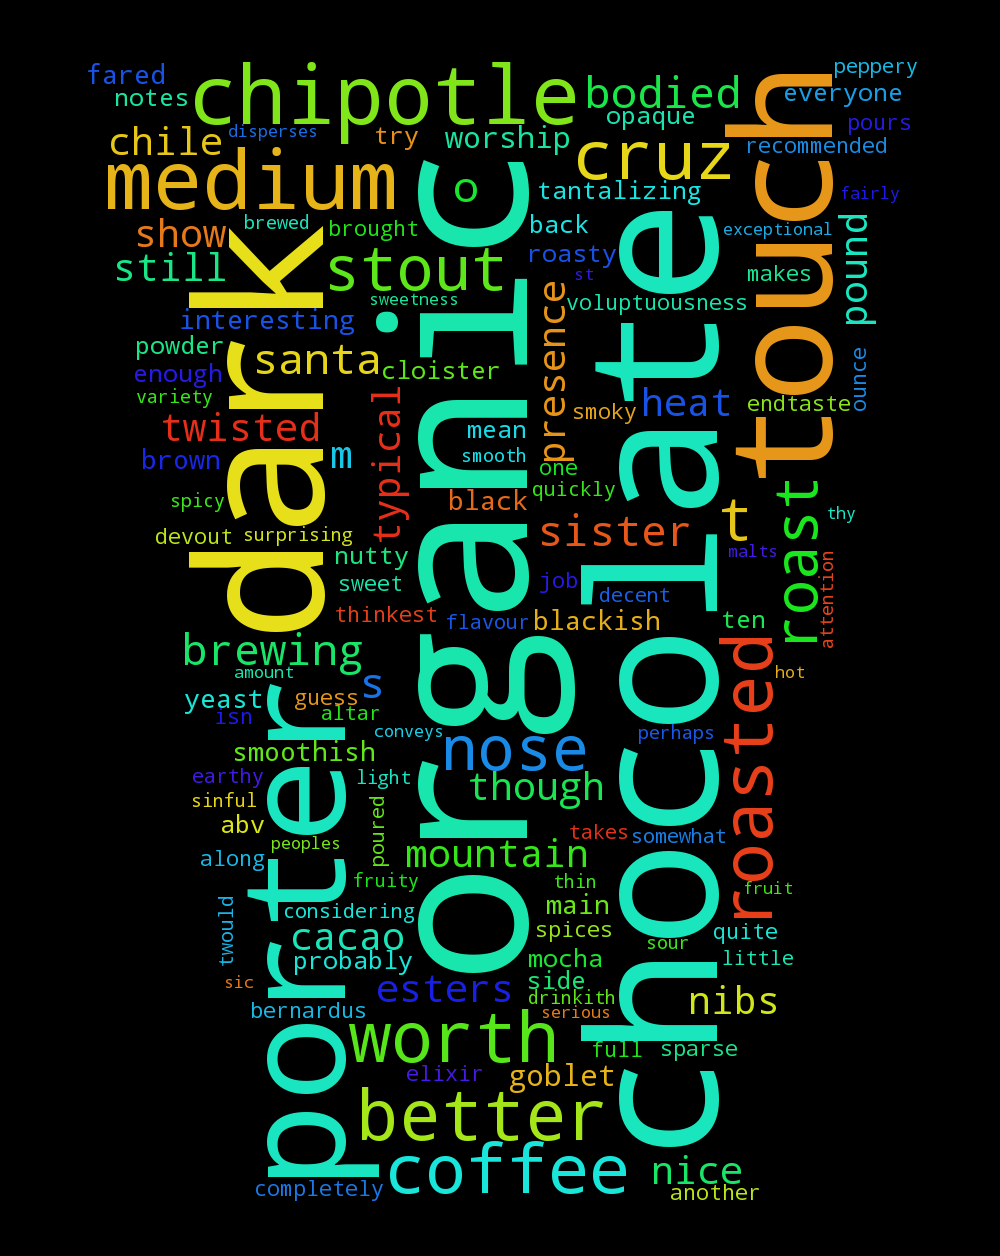 fared
peppery
chipotle
bodied
touch
everyone
notes
opaque
pours
chile
disperses
try
worship
cruz
recommended
medium
organic
o
tantalizing
fairly
show
brewed
brought
back
chocolate
exceptional
pound
dark
still
stout
roasty
st
makes
sweetness
presence
voluptuousness
interesting
powder
santa
cloister
enough
variety
typical
smoky
heat
endtaste
ounce
twisted
mean
brown
m
smooth
one
quickly
roast
spicy
black
t
thy
devout
surprising
sister
nutty
malts
attention
sweet
job
decent
thinkest
flavour
blackish
ten
brewing
roasted
amount
hot
yeast
guess
s
isn
altar
porter
conveys
nose
perhaps
smoothish
earthy
light
though
sinful
poured
abv
takes
somewhat
peoples
along
mountain
fruity
thin
fruit
twould
considering
main
spices
quite
cacao
sour
probably
mocha
little
sic
esters
side
drinkith
nibs
bernardus
serious
worth
full
sparse
elixir
goblet
better
coffee
nice
completely
another